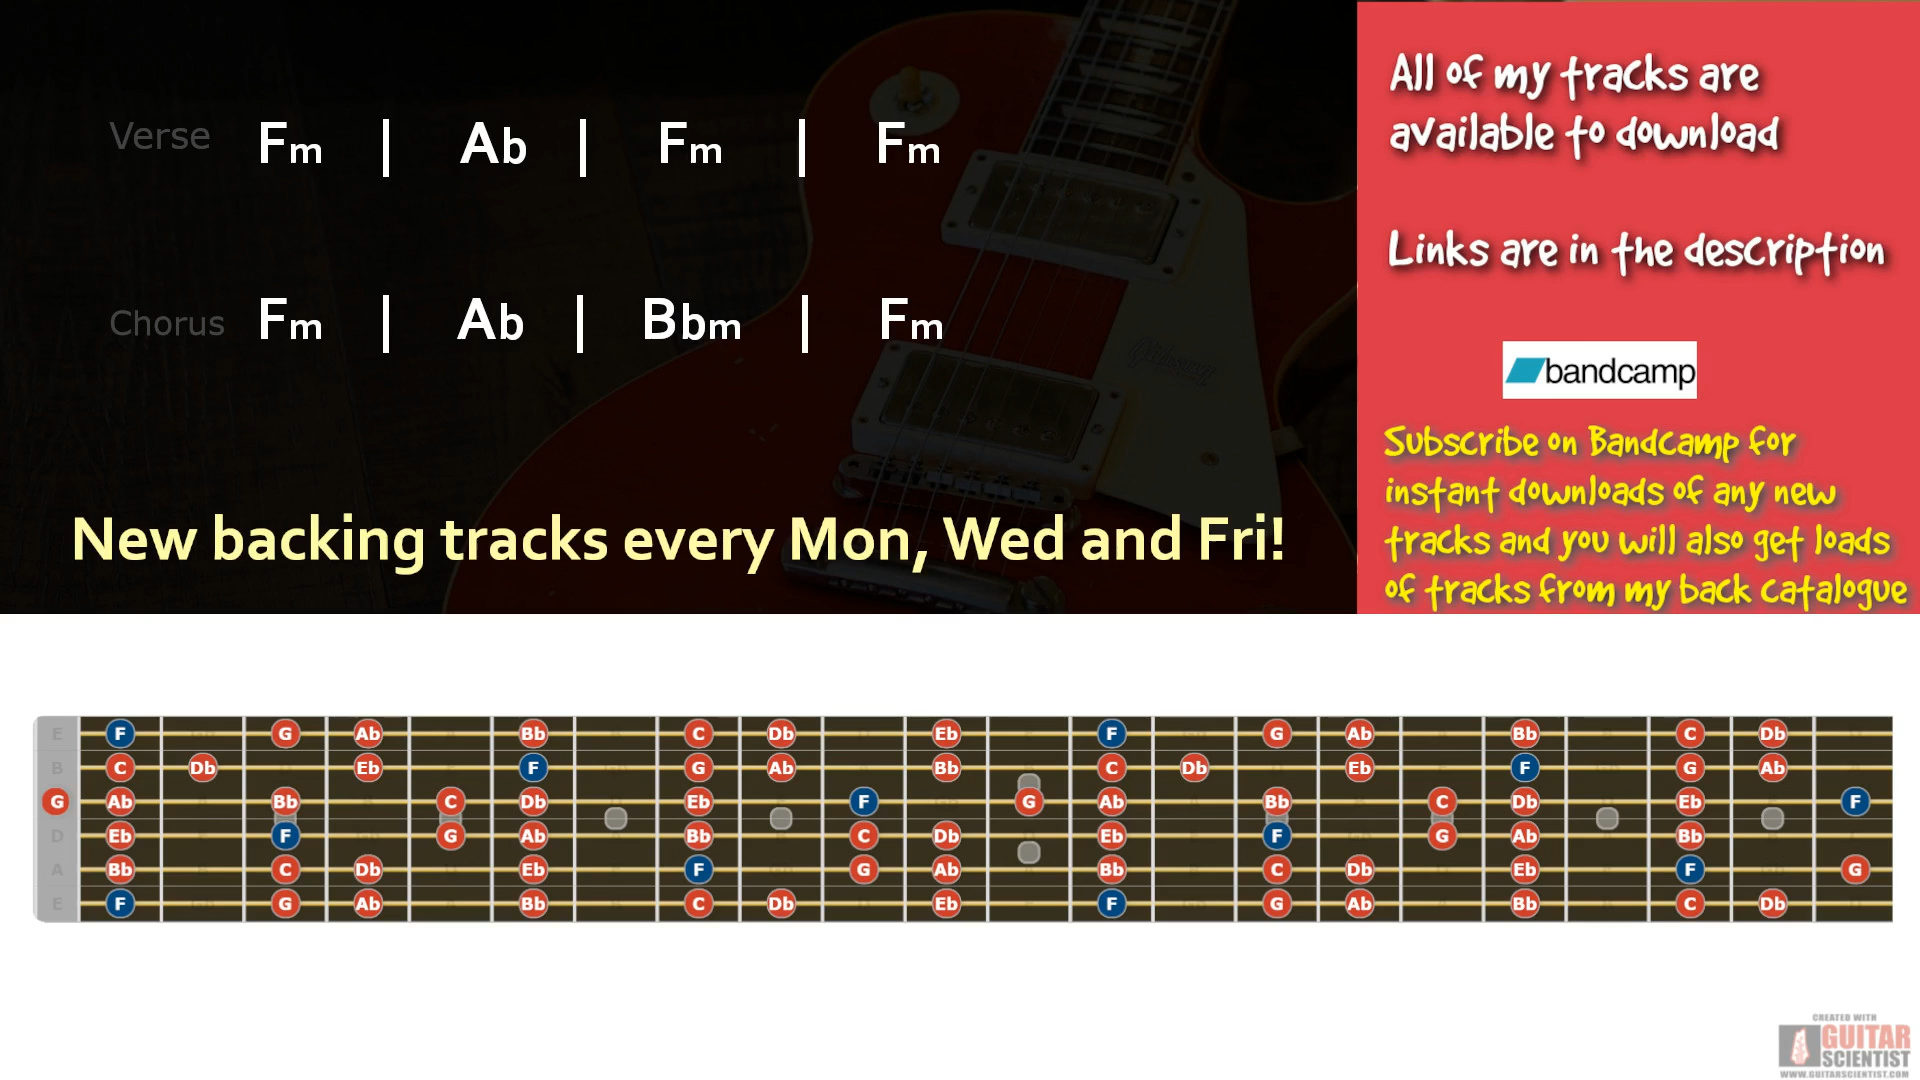 Verse Fm | Ab | Fm | Fm
Chorus Fm | Ab | Bbm | Fm
New backing tracks every Mon, Wed and Fri!
All of my tracks are
available to download
Links are in the description
bandcamp
Subscribe on Bandcamp for
instant downloads of any new
tracks and you will also get loads
of tracks from my back catalogue
E F G Ab Bb C Db Eb F G Ab Bb C Db
B C Db Eb F G Ab Bb C Db Eb F G Ab
G Ab Bb C Db Eb F G Ab Bb C Db Eb F
D Eb F G Ab Bb C Db Eb F G Ab Bb
A Bb C Db Eb F G Ab Bb C Db Eb F G
E F G Ab Bb C Db Eb F G Ab Bb C Db
CREATED WITH
GUITAR
SCIENTIST
WWW.GUITARSCIENTIST.COM